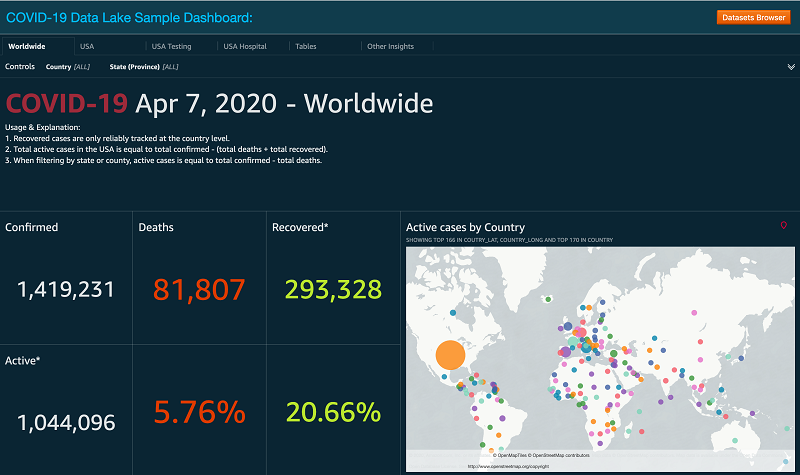 COVID-19 Data Lake Sample Dashboard:
Datasets Browser
Worldwide
USA
USA Testing
USA Hospital
Tables
Other Insights
Controls
Country [ALL]
State (Province) [ALL]
COVID-19 Apr 7, 2020 - Worldwide
Usage & Explanation:
1. Recovered cases are only reliably tracked at the country level.
2. Total active cases in the USA is equal to total confirmed - (total deaths + total recovered).
3. When filtering by state or county, active cases is equal to total confirmed - total deaths.
Confirmed
1,419,231
Deaths
81,807
Recovered*
293,328
Active*
1,044,096
5.76%
20.66%
Active cases by Country
SHOWING TOP 166 IN COUTRY_LAT, COUNTRY_LONG AND TOP 170 IN COUNTRY
© OpenMapTiles © OpenStreetMap contributors
http://www.openstreetmap.org/copyright